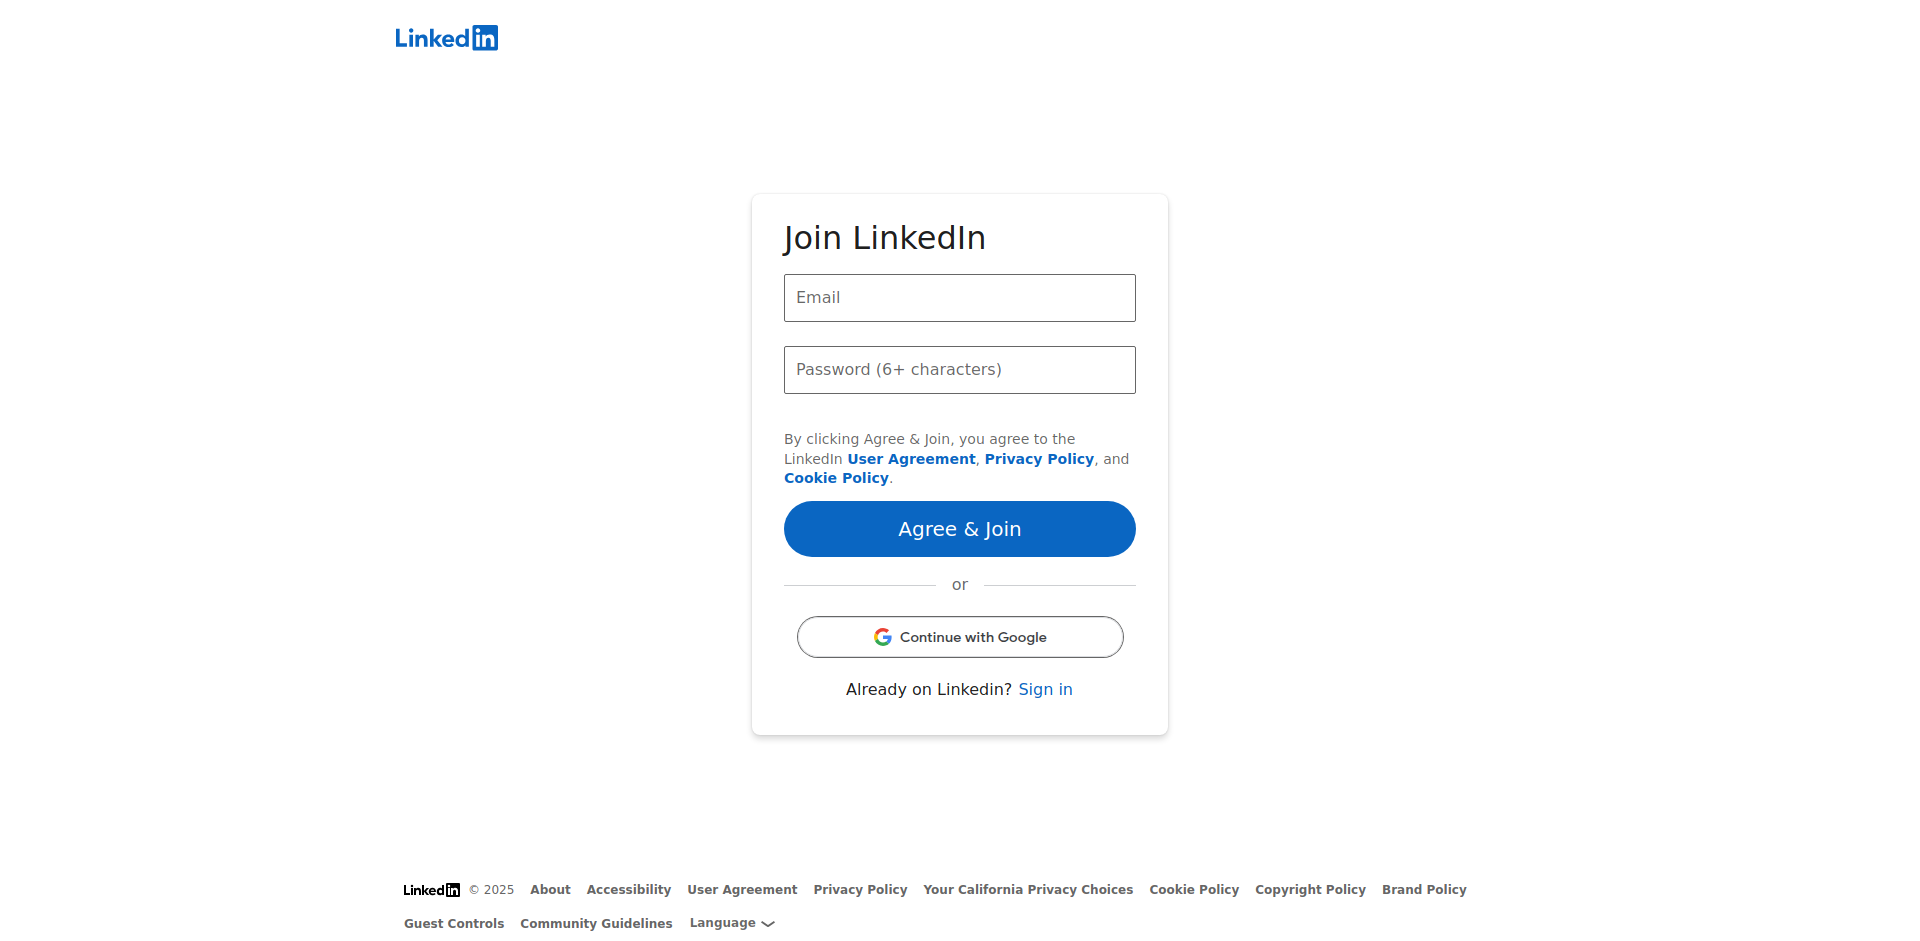 LinkedIn
Join LinkedIn
Email
Password (6+ characters)
By clicking Agree & Join, you agree to the
LinkedIn User Agreement, Privacy Policy, and
Cookie Policy.
Agree & Join
or
Continue with Google
Already on Linkedin? Sign in
LinkedIn © 2025 About Accessibility User Agreement Privacy Policy Your California Privacy Choices Cookie Policy Copyright Policy Brand Policy
Guest Controls Community Guidelines Language